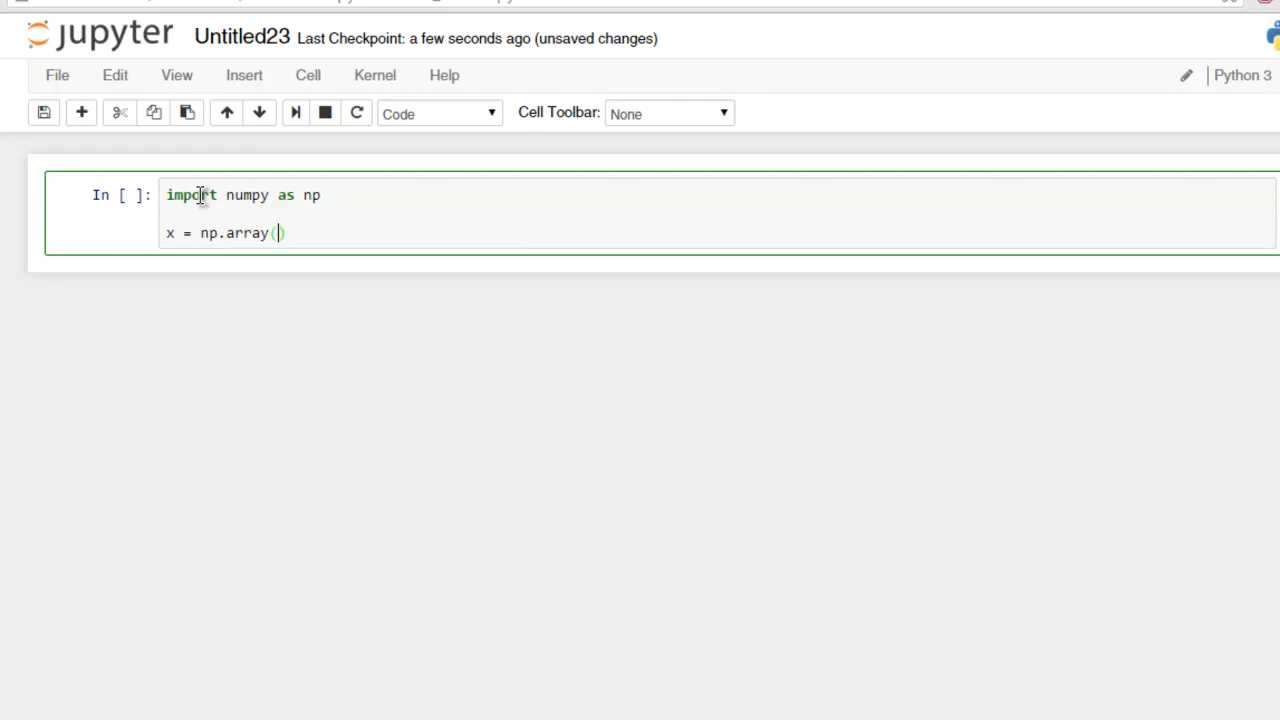 jupyter Untitled23 Last Checkpoint: a few seconds ago (unsaved changes)
File Edit View Insert Cell Kernel Help Python 3
Code Cell Toolbar: None
In [ ]: import numpy as np
x = np.array()